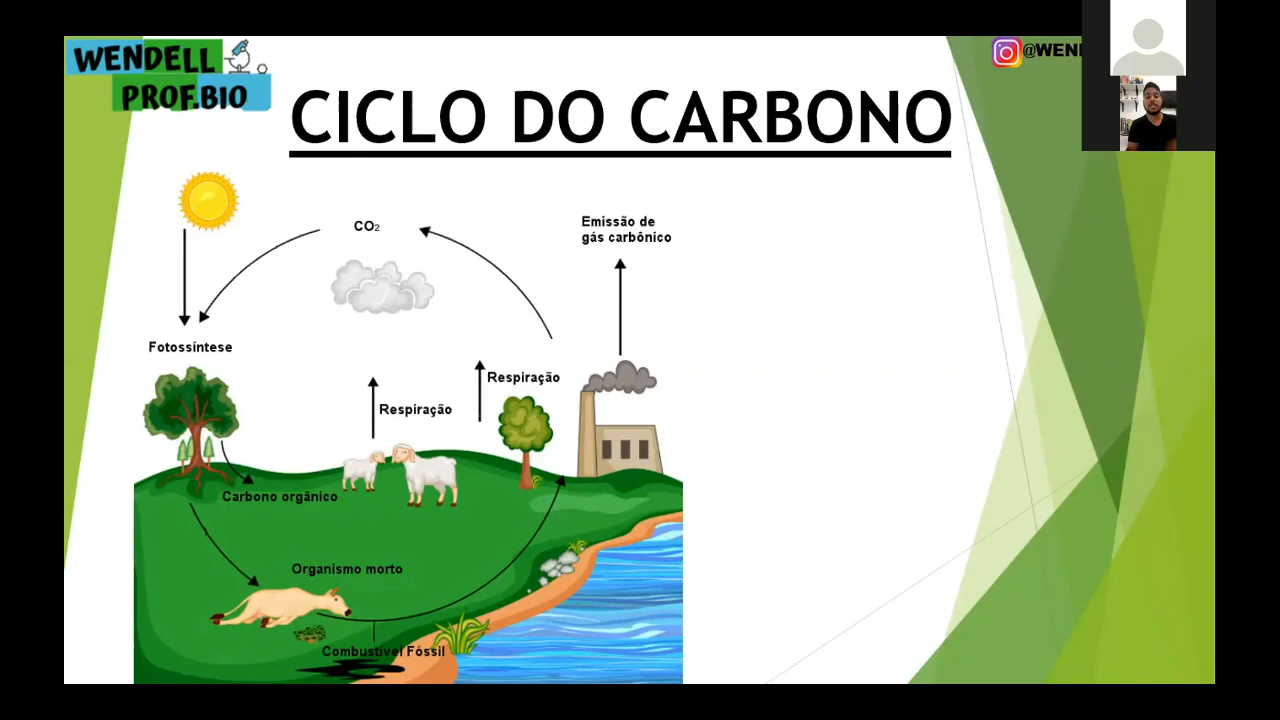 WENDELL
PROF.BIO
@WEN
CICLO DO CARBONO
CO₂
Emissão de
gás carbônico
Fotossíntese
Respiração
Respiração
Carbono orgânico
Organismo morto
Combustível Fóssil